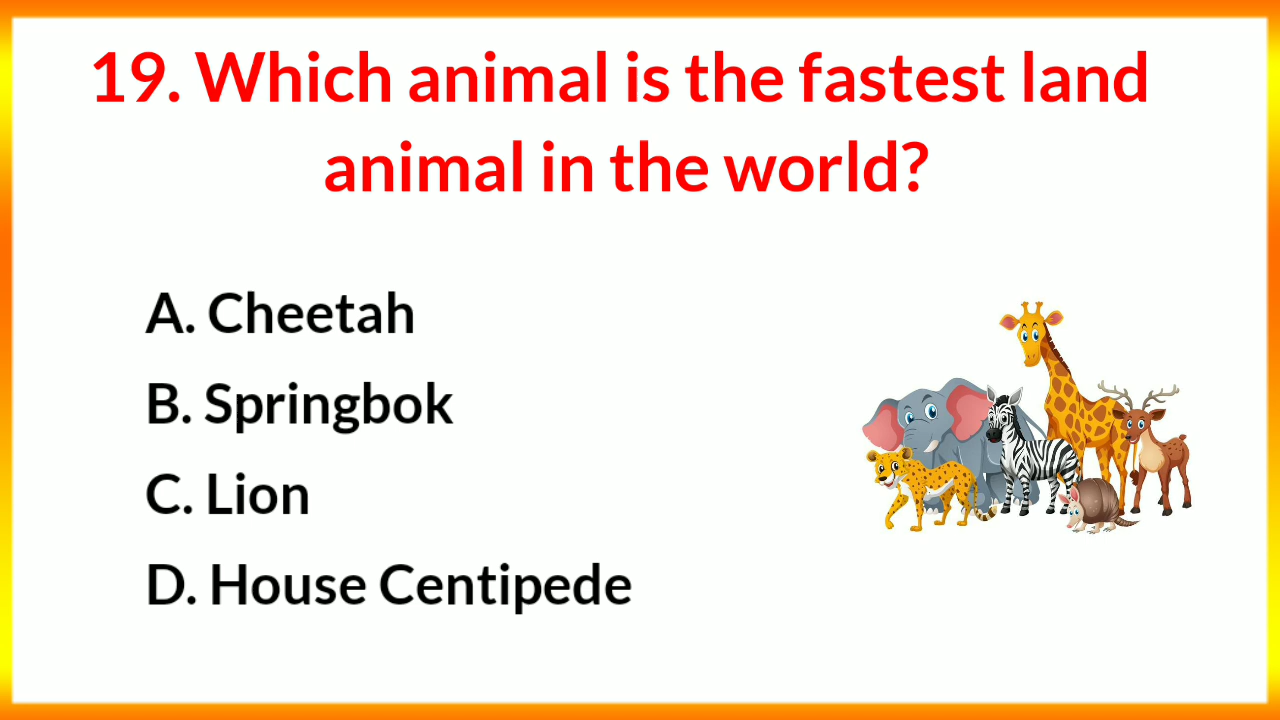 19. Which animal is the fastest land
animal in the world?
A. Cheetah
B. Springbok
C. Lion
D. House Centipede